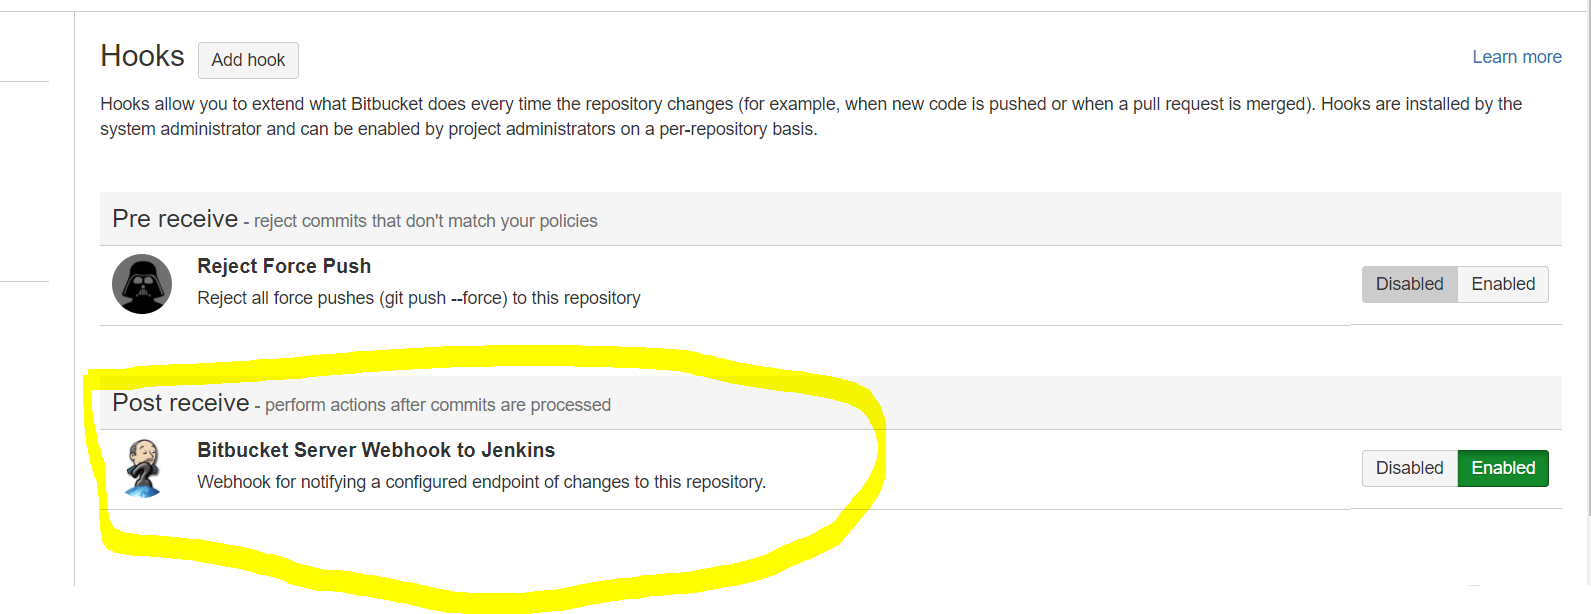 Hooks Add hook Learn more
Hooks allow you to extend what Bitbucket does every time the repository changes (for example, when new code is pushed or when a pull request is merged). Hooks are installed by the
system administrator and can be enabled by project administrators on a per-repository basis.
Pre receive - reject commits that don't match your policies
Reject Force Push
Reject all force pushes (git push --force) to this repository
Disabled Enabled
Post receive - perform actions after commits are processed
Bitbucket Server Webhook to Jenkins
Webhook for notifying a configured endpoint of changes to this repository.
Disabled Enabled